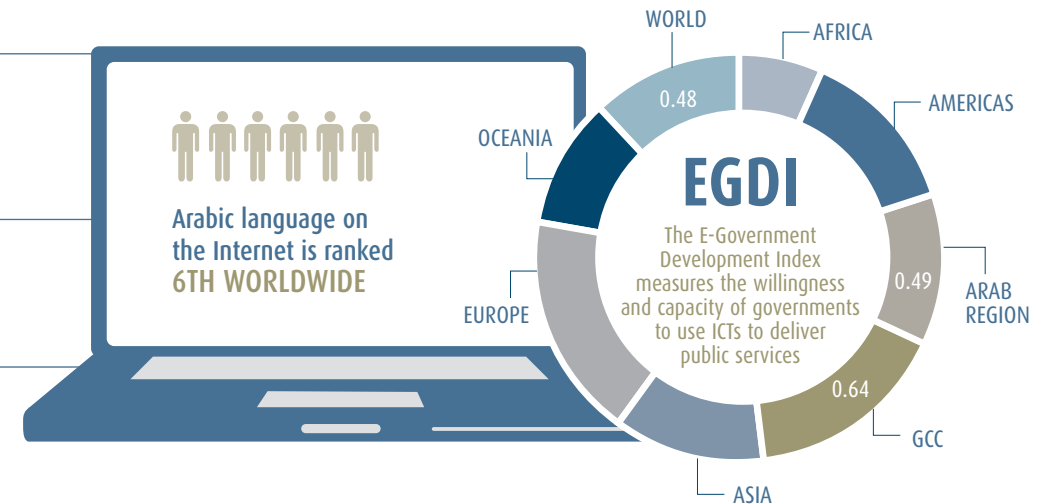 Arabic language on
the Internet is ranked
6TH WORLDWIDE
WORLD
0.48
AFRICA
AMERICAS
OCEANIA
EGDI
The E-Government
Development Index
measures the willingness
and capacity of governments
to use ICTs to deliver
public services
0.49
ARAB
REGION
EUROPE
0.64
GCC
ASIA